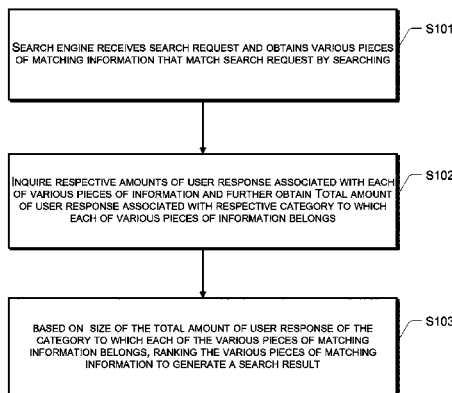 SEARCH ENGINE RECEIVES SEARCH REQUEST AND OBTAINS VARIOUS PIECES
OF MATCHING INFORMATION THAT MATCH SEARCH REQUEST BY SEARCHING
S101
INQUIRE RESPECTIVE AMOUNTS OF USER RESPONSE ASSOCIATED WITH EACH
OF VARIOUS PIECES OF INFORMATION AND FURTHER OBTAIN TOTAL AMOUNT
OF USER RESPONSE ASSOCIATED WITH RESPECTIVE CATEGORY TO WHICH
EACH OF VARIOUS PIECES OF INFORMATION BELONGS
S102
BASED ON SIZE OF THE TOTAL AMOUNT OF USER RESPONSE OF THE
CATEGORY TO WHICH EACH OF THE VARIOUS PIECES OF MATCHING
INFORMATION BELONGS, RANKING THE VARIOUS PIECES OF MATCHING
INFORMATION TO GENERATE A SEARCH RESULT
S103